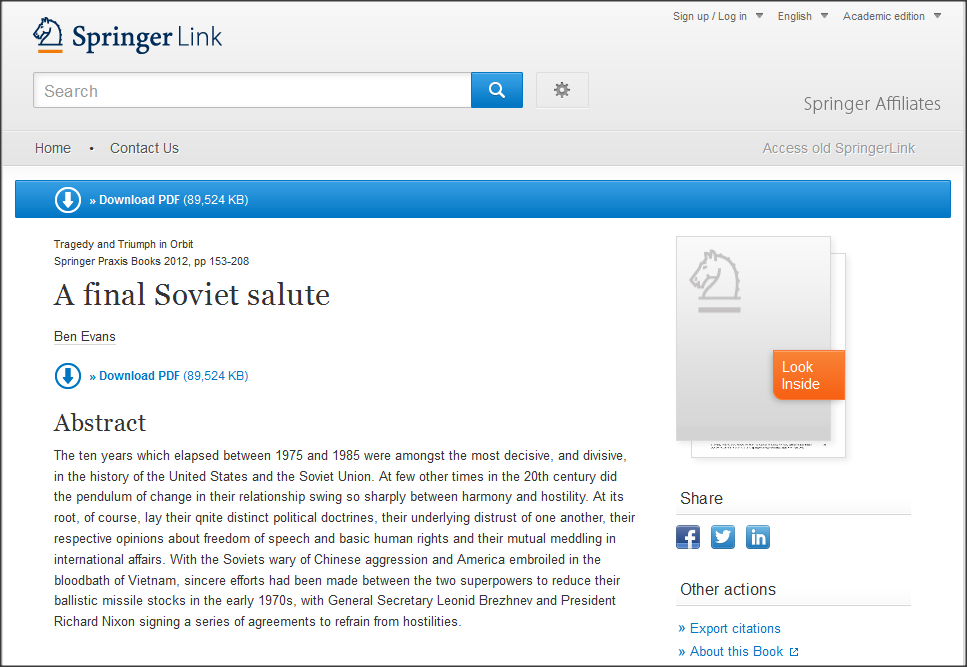 Sign up / Log in English Academic edition
Springer Link
Search
Springer Affiliates
Home • Contact Us Access old SpringerLink
» Download PDF (89,524 KB)
Tragedy and Triumph in Orbit
Springer Praxis Books 2012, pp 153-208
A final Soviet salute
Ben Evans
» Download PDF (89,524 KB)
Abstract
The ten years which elapsed between 1975 and 1985 were amongst the most decisive, and divisive,
in the history of the United States and the Soviet Union. At few other times in the 20th century did
the pendulum of change in their relationship swing so sharply between harmony and hostility. At its
root, of course, lay their qnite distinct political doctrines, their underlying distrust of one another, their
respective opinions about freedom of speech and basic human rights and their mutual meddling in
international affairs. With the Soviets wary of Chinese aggression and America embroiled in the
bloodbath of Vietnam, sincere efforts had been made between the two superpowers to reduce their
ballistic missile stocks in the early 1970s, with General Secretary Leonid Brezhnev and President
Richard Nixon signing a series of agreements to refrain from hostilities.
Look
Inside
Share
f in
Other actions
» Export citations
» About this Book